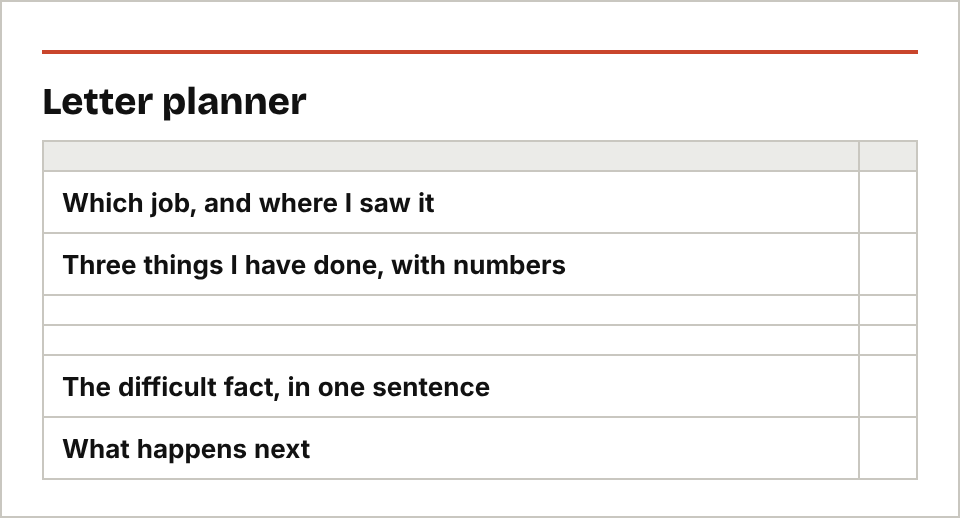 Letter planner
Which job, and where I saw it
Three things I have done, with numbers
The difficult fact, in one sentence
What happens next